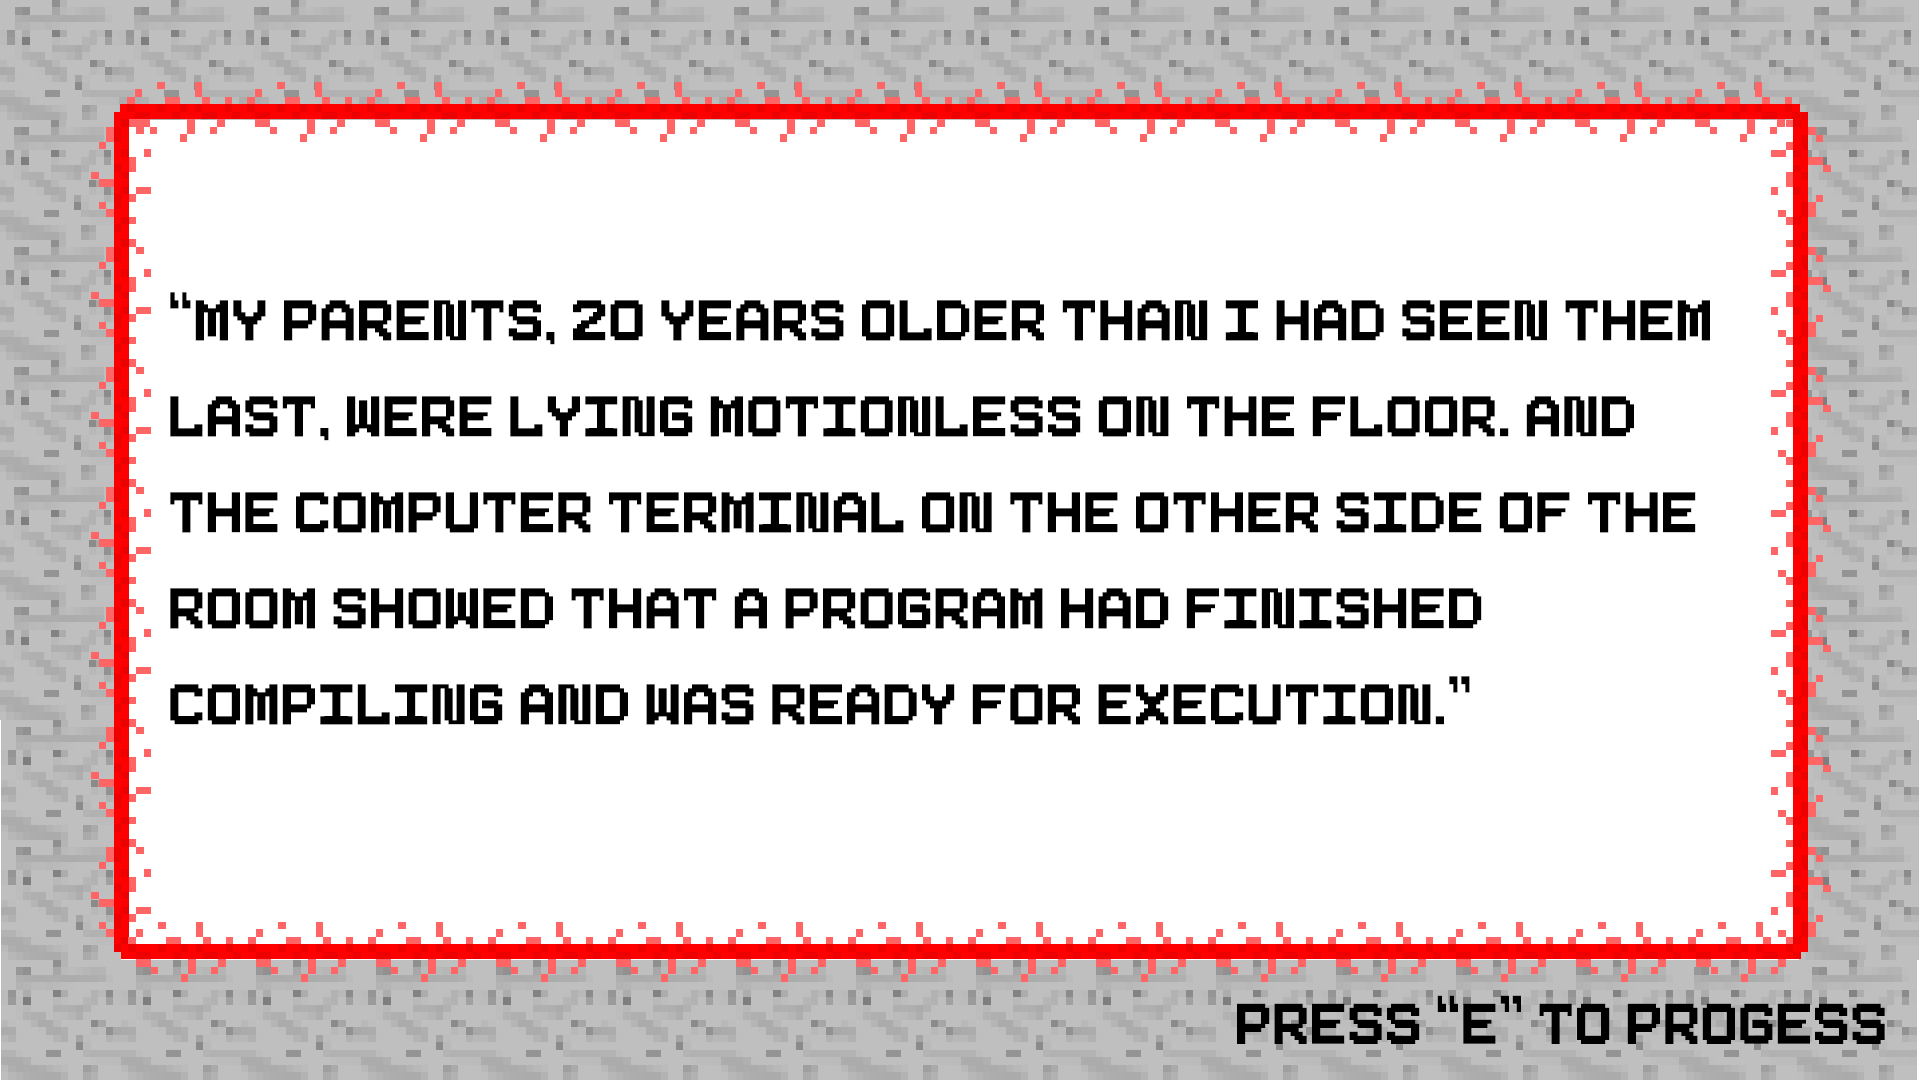 “MY PARENTS, 20 YEARS OLDER THAN I HAD SEEN THEM
LAST, WERE LYING MOTIONLESS ON THE FLOOR. AND
THE COMPUTER TERMINAL ON THE OTHER SIDE OF THE
ROOM SHOWED THAT A PROGRAM HAD FINISHED
COMPILING AND WAS READY FOR EXECUTION.”
PRESS “E” TO PROGESS